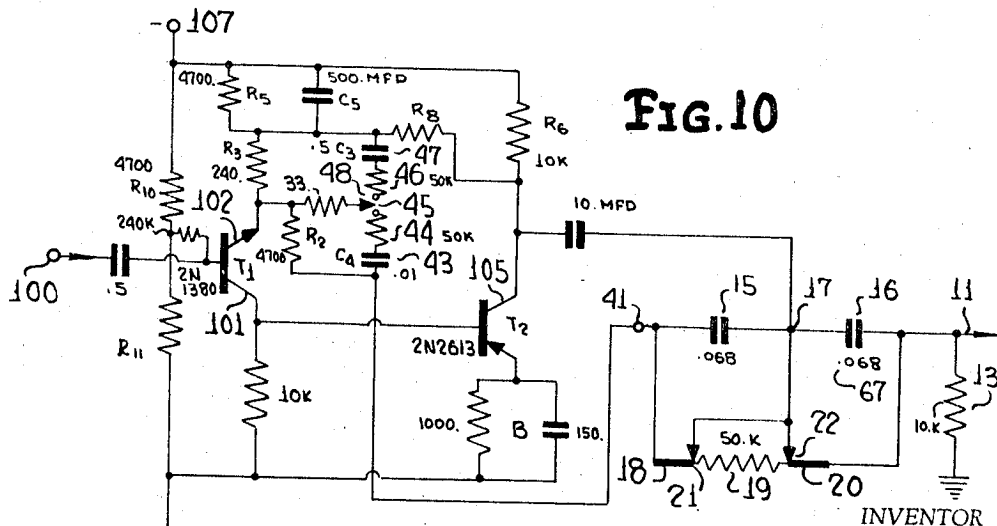 - 107
FIG. 10
4700.
R5
500. MFD
C5
R8
R6
10K
R3
240.
.5 C3
47
46
50K
48
33.
45
44
50K
4700
R10
240K
102
R2
4700
C4
.01
43
10. MFD
100
.5
2N
1380
T1
101
105
T2
2N2613
R11
10K
1000.
B
150.
41
15
.068
17
16
.068
67
11
13
10.K
50.K
22
18
21
19
20
INVENTOR